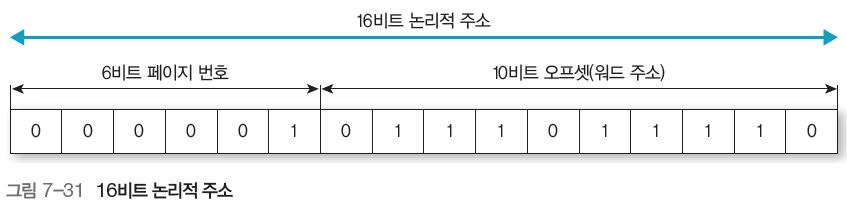 16비트 논리적 주소
6비트 페이지 번호 10비트 오프셋(워드 주소)
0 0 0 0 0 1 0 1 1 1 0 1 1 1 1 0
그림 7-31 16비트 논리적 주소